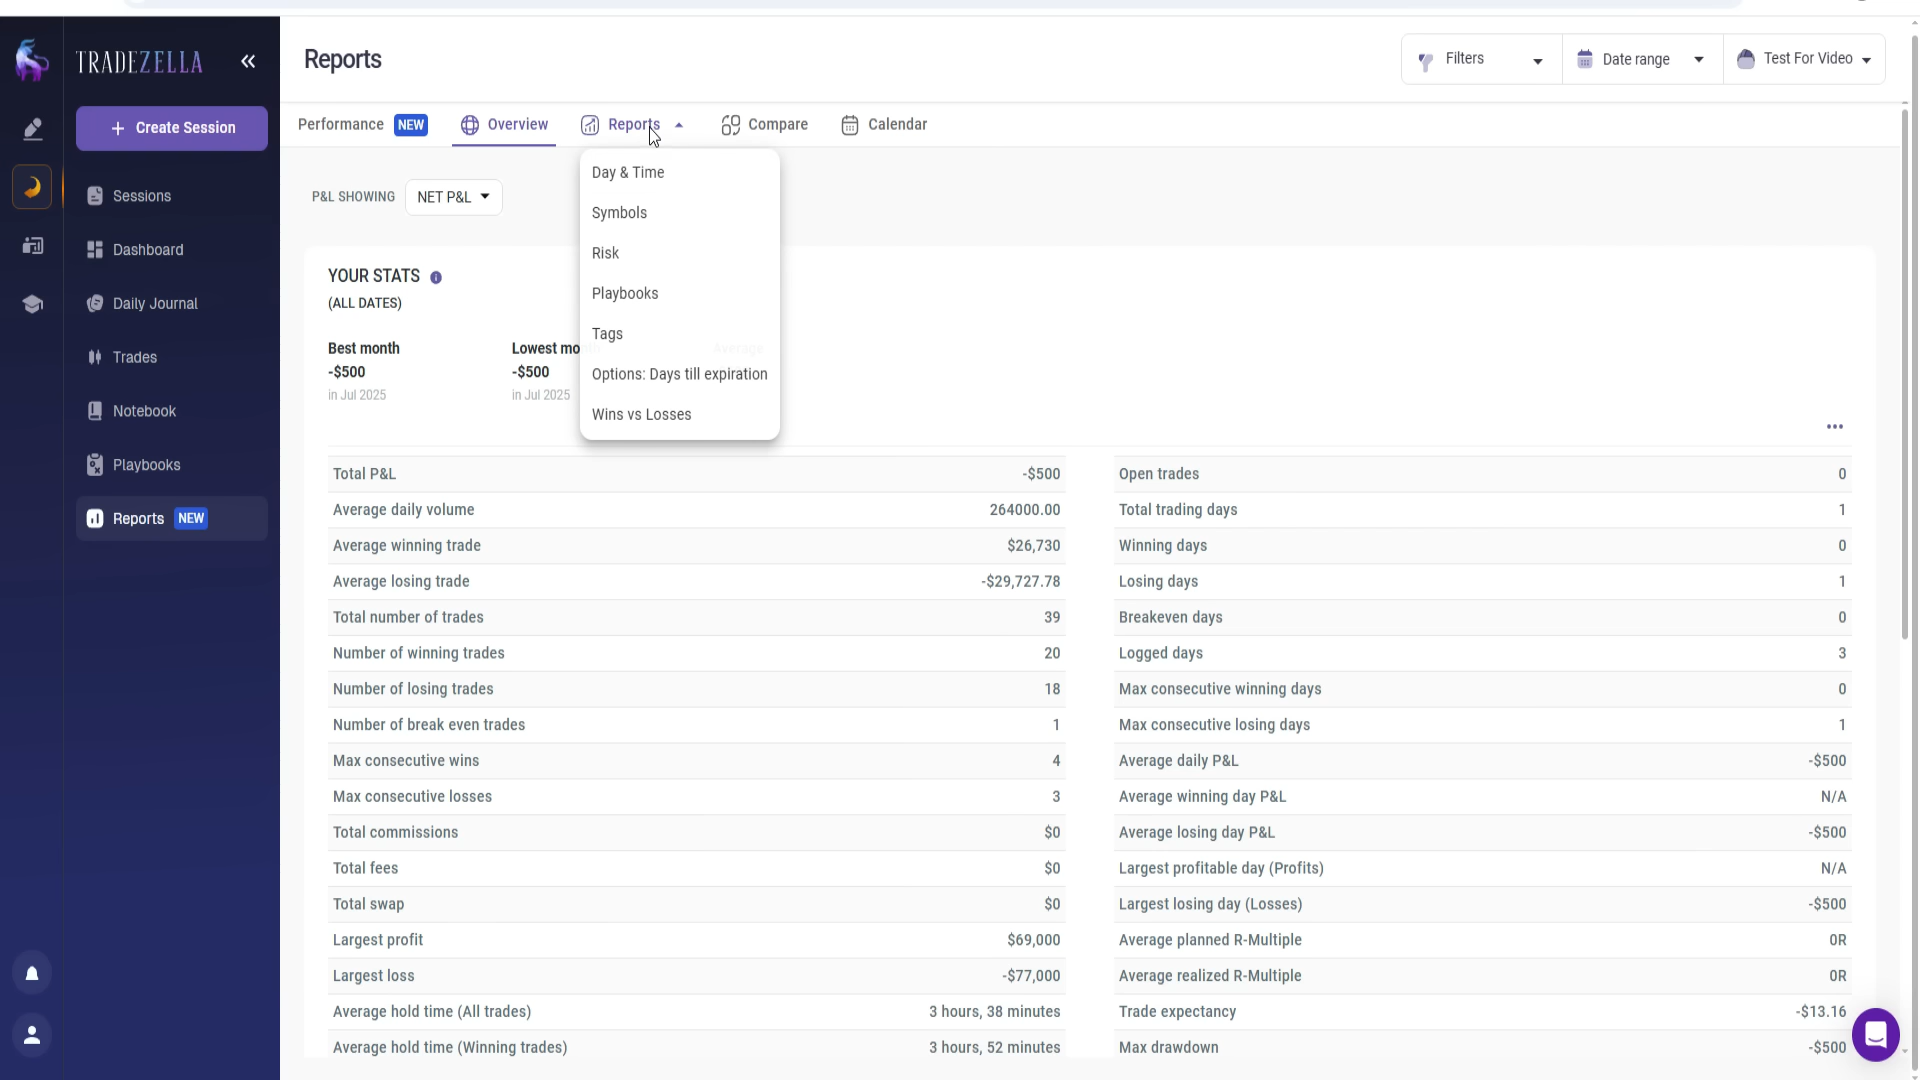 TRADEZELLA
Reports
Filters
Date range
Test For Video
+ Create Session
Performance NEW
Overview
Reports
Compare
Calendar
Sessions
Dashboard
Daily Journal
Trades
Notebook
Playbooks
Reports NEW
P&L SHOWING
NET P&L
Day & Time
Symbols
Risk
Playbooks
Tags
Options: Days till expiration
Wins vs Losses
YOUR STATS
(ALL DATES)
Best month
-$500
in Jul 2025
Lowest mo
-$500
in Jul 2025
Average
Total P&L -$500
Average daily volume 264000.00
Average winning trade $26,730
Average losing trade -$29,727.78
Total number of trades 39
Number of winning trades 20
Number of losing trades 18
Number of break even trades 1
Max consecutive wins 4
Max consecutive losses 3
Total commissions $0
Total fees $0
Total swap $0
Largest profit $69,000
Largest loss -$77,000
Average hold time (All trades) 3 hours, 38 minutes
Average hold time (Winning trades) 3 hours, 52 minutes
Open trades 0
Total trading days 1
Winning days 0
Losing days 1
Breakeven days 0
Logged days 3
Max consecutive winning days 0
Max consecutive losing days 1
Average daily P&L -$500
Average winning day P&L N/A
Average losing day P&L -$500
Largest profitable day (Profits) N/A
Largest losing day (Losses) -$500
Average planned R-Multiple 0R
Average realized R-Multiple 0R
Trade expectancy -$13.16
Max drawdown -$500